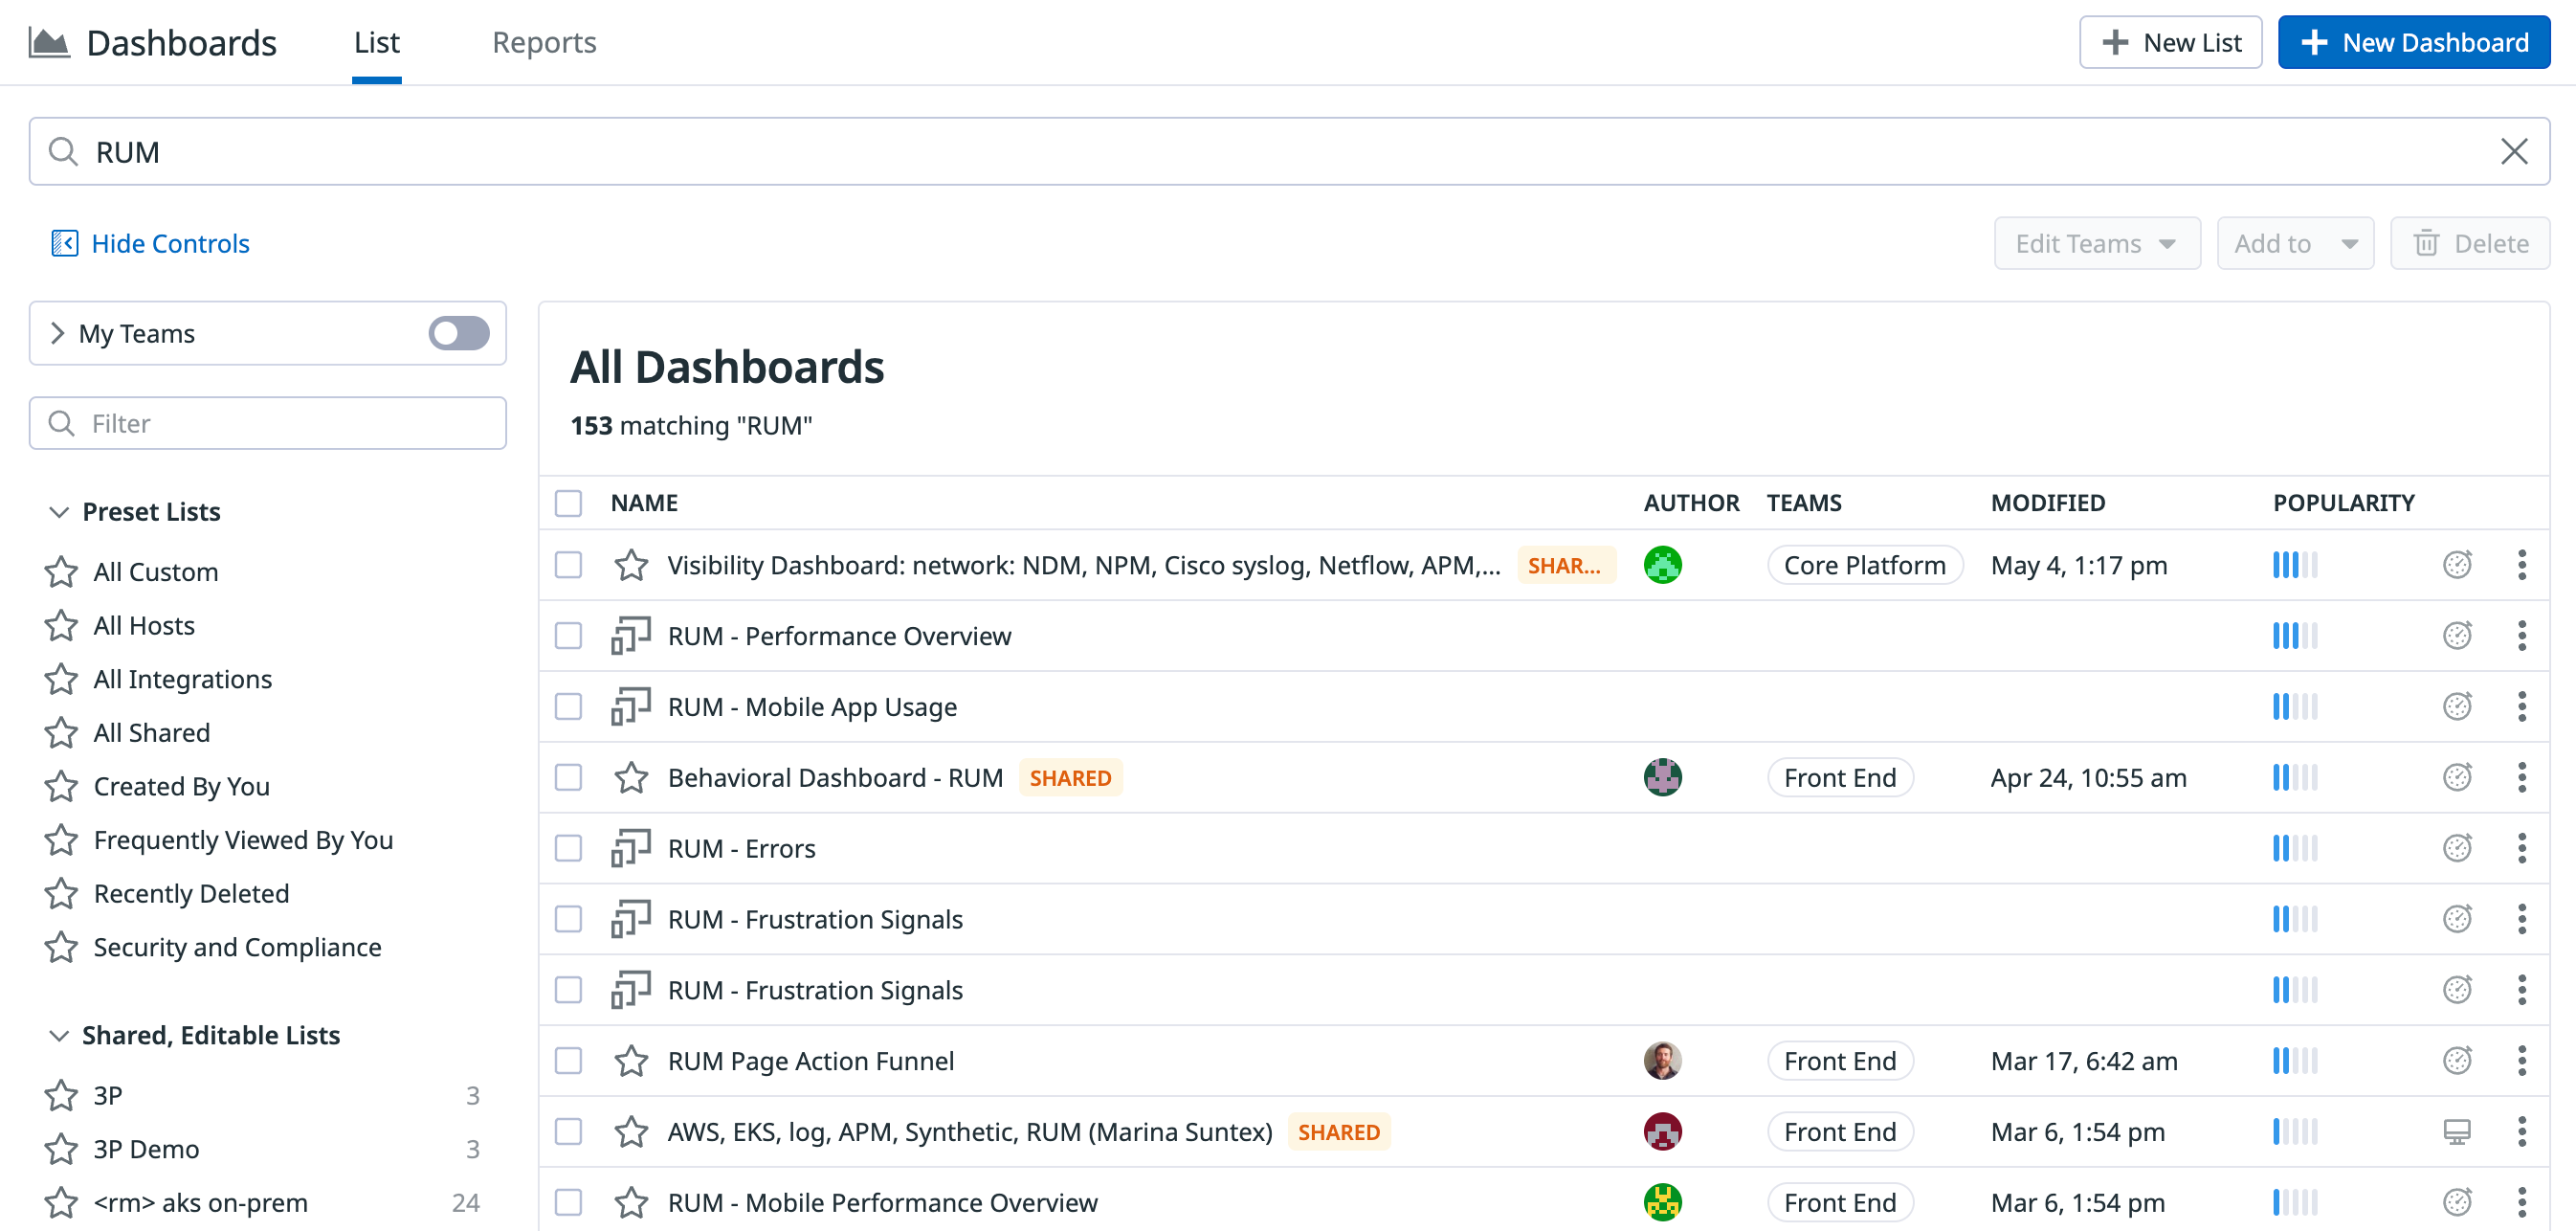 Dashboards List Reports New List New Dashboard
RUM
Hide Controls Edit Teams Add to Delete
My Teams
Filter
Preset Lists
All Custom
All Hosts
All Integrations
All Shared
Created By You
Frequently Viewed By You
Recently Deleted
Security and Compliance
Shared, Editable Lists
3P 3
3P Demo 3
<rm> aks on-prem 24
All Dashboards
153 matching "RUM"
NAME AUTHOR TEAMS MODIFIED POPULARITY
Visibility Dashboard: network: NDM, NPM, Cisco syslog, Netflow, APM,... SHAR... Core Platform May 4, 1:17 pm
RUM - Performance Overview
RUM - Mobile App Usage
Behavioral Dashboard - RUM SHARED Front End Apr 24, 10:55 am
RUM - Errors
RUM - Frustration Signals
RUM - Frustration Signals
RUM Page Action Funnel Front End Mar 17, 6:42 am
AWS, EKS, log, APM, Synthetic, RUM (Marina Suntex) SHARED Front End Mar 6, 1:54 pm
RUM - Mobile Performance Overview Front End Mar 6, 1:54 pm